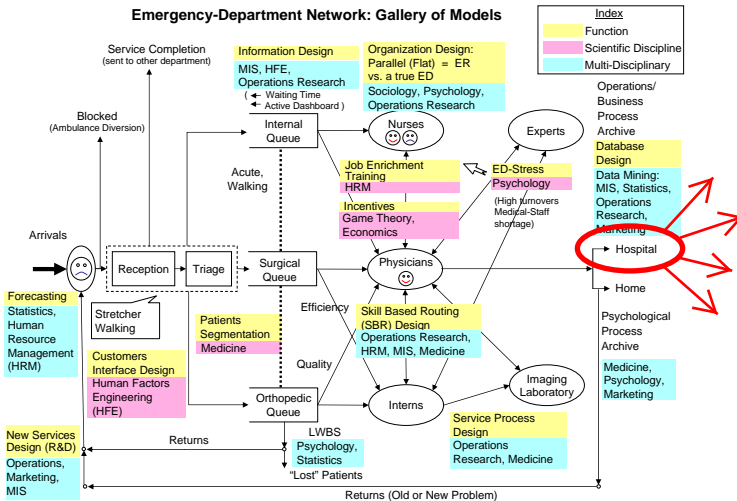 Emergency-Department Network: Gallery of Models
Index
Function
Scientific Discipline
Multi-Disciplinary
Service Completion
(sent to other department)
Information Design
MIS, HFE,
Operations Research
( Waiting Time
Active Dashboard )
Organization Design:
Parallel (Flat) = ER
vs. a true ED
Sociology, Psychology,
Operations Research
Operations/
Business
Process
Archive
Database
Design
Data Mining:
MIS, Statistics,
Operations
Research,
Marketing
Blocked
(Ambulance Diversion)
Internal
Queue
Nurses
Experts
Acute,
Walking
Job Enrichment
Training
HRM
ED-Stress
Psychology
(High turnovers
Medical-Staff
shortage)
Incentives
Game Theory,
Economics
Arrivals
Reception
Triage
Surgical
Queue
Physicians
Hospital
Home
Forecasting
Statistics,
Human
Resource
Management
(HRM)
Stretcher
Walking
Patients
Segmentation
Medicine
Efficiency
Skill Based Routing
(SBR) Design
Operations Research,
HRM, MIS, Medicine
Psychological
Process
Archive
Customers
Interface Design
Human Factors
Engineering
(HFE)
Quality
Medicine,
Psychology,
Marketing
Imaging
Laboratory
Orthopedic
Queue
Interns
Service Process
Design
Operations
Research, Medicine
New Services
Design (R&D)
Operations,
Marketing,
MIS
Returns
LWBS
Psychology,
Statistics
“Lost” Patients
Returns (Old or New Problem)